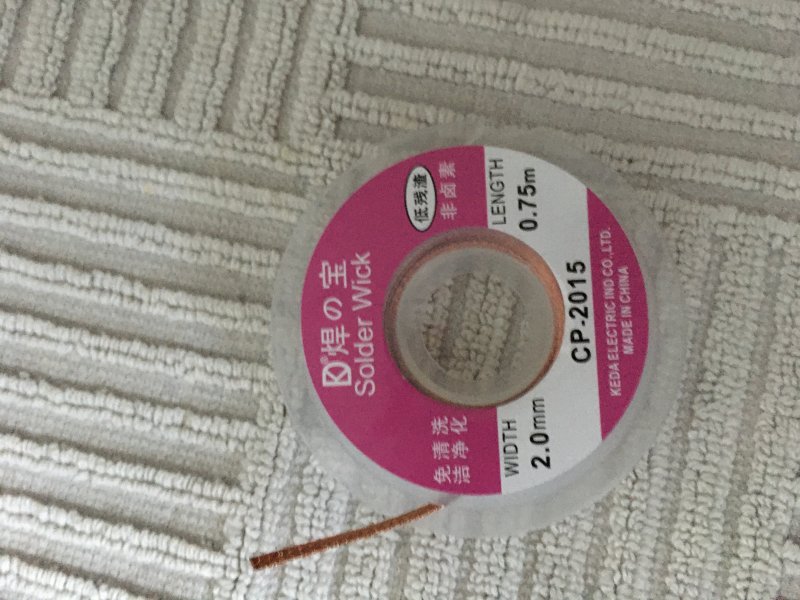 KD®焊の宝
Solder Wick
低残渣
非卤素
免清洗
洁净化
WIDTH
2.0mm
LENGTH
0.75m
CP-2015
KEDA ELECTRIC IND CO.,LTD.
MADE IN CHINA